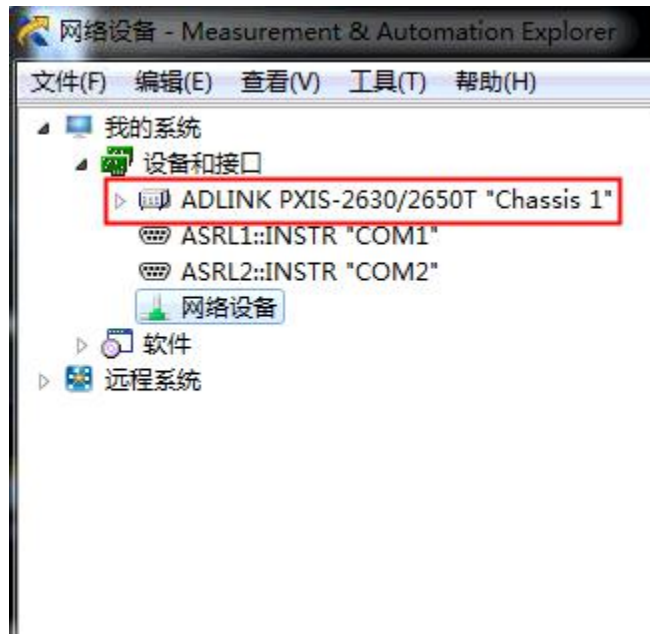 网络设备 - Measurement & Automation Explorer
文件(F) 编辑(E) 查看(V) 工具(T) 帮助(H)
我的系统
设备和接口
ADLINK PXIS-2630/2650T "Chassis 1"
ASRL1::INSTR "COM1"
ASRL2::INSTR "COM2"
网络设备
软件
远程系统